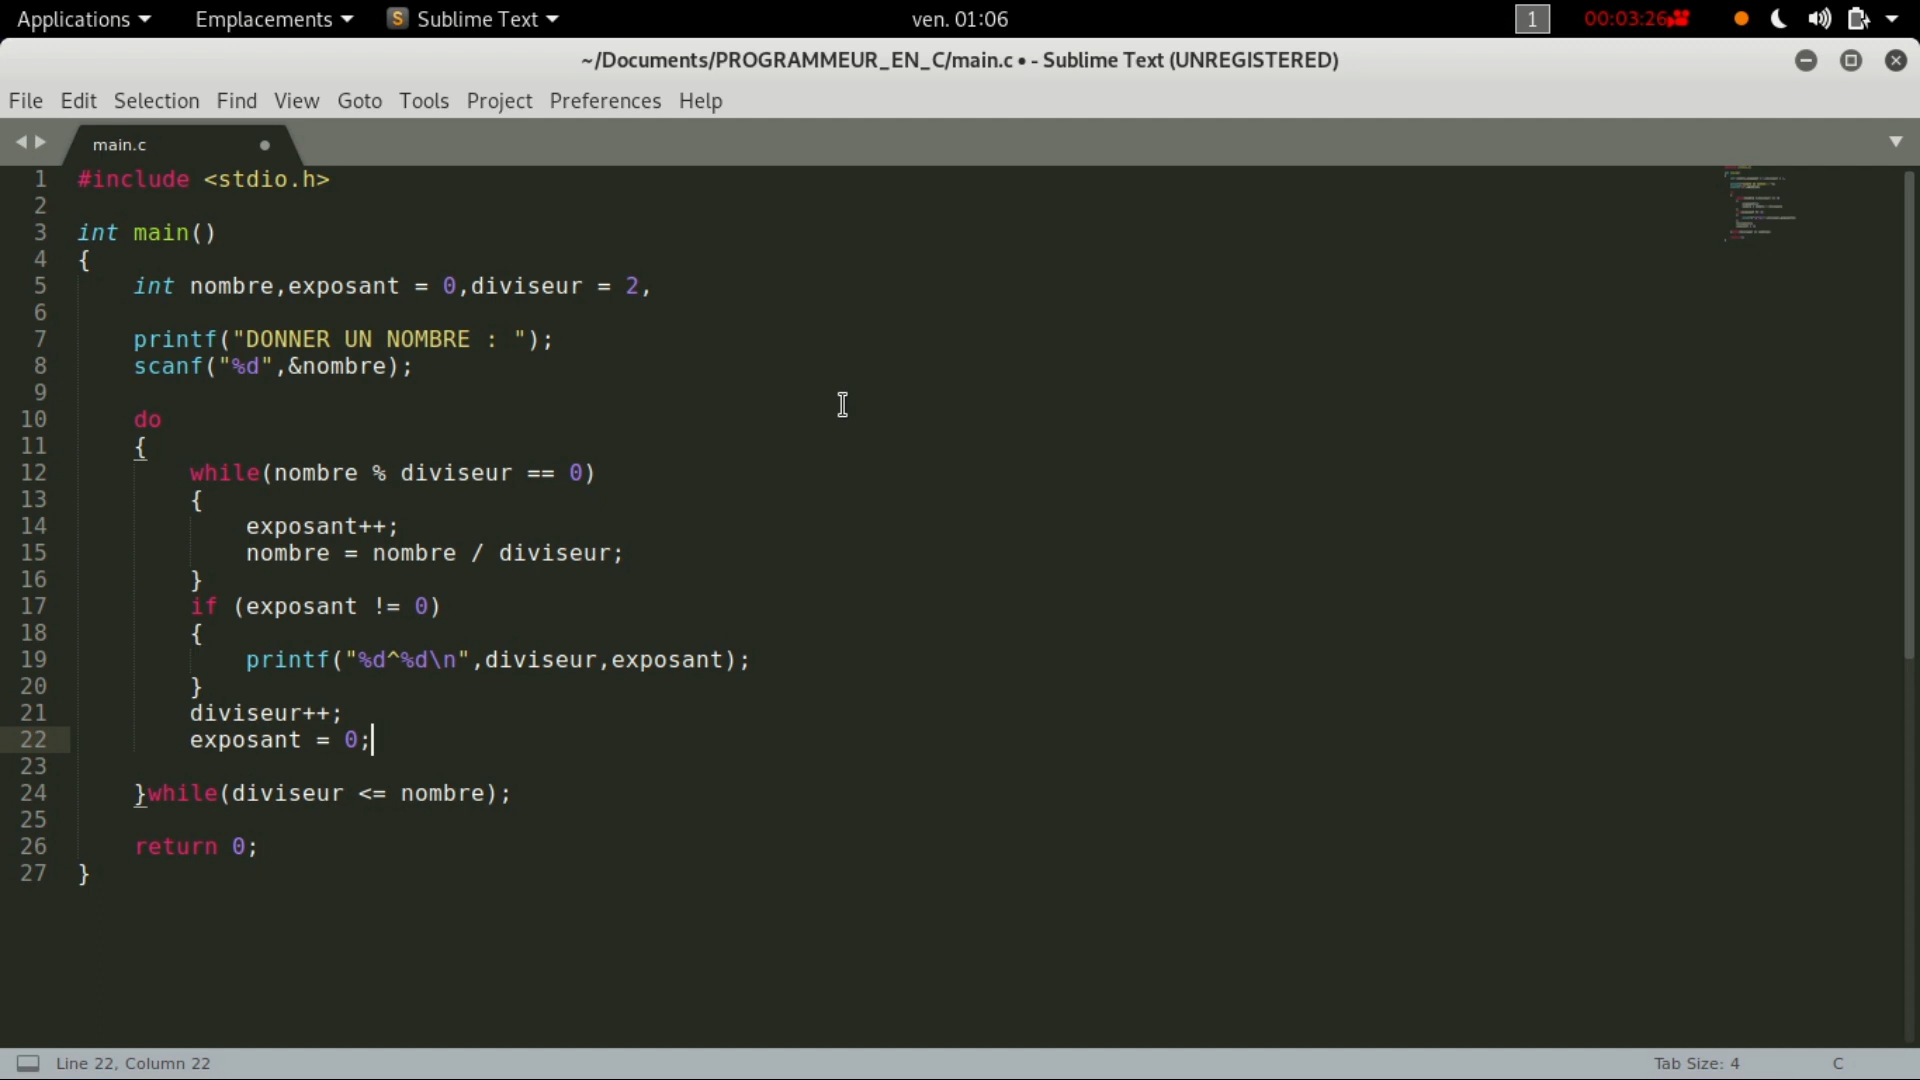 Applications Emplacements Sublime Text ven. 01:06 1 00:03:26
~/Documents/PROGRAMMEUR_EN_C/main.c • - Sublime Text (UNREGISTERED)
File Edit Selection Find View Goto Tools Project Preferences Help
main.c
1 #include <stdio.h>
2
3 int main()
4 {
5 int nombre,exposant = 0,diviseur = 2,
6
7 printf("DONNER UN NOMBRE : ");
8 scanf("%d",&nombre);
9
10 do
11 {
12 while(nombre % diviseur == 0)
13 {
14 exposant++;
15 nombre = nombre / diviseur;
16 }
17 if (exposant != 0)
18 {
19 printf("%d^%d\n",diviseur,exposant);
20 }
21 diviseur++;
22 exposant = 0;
23
24 }while(diviseur <= nombre);
25
26 return 0;
27 }
Line 22, Column 22 Tab Size: 4 C